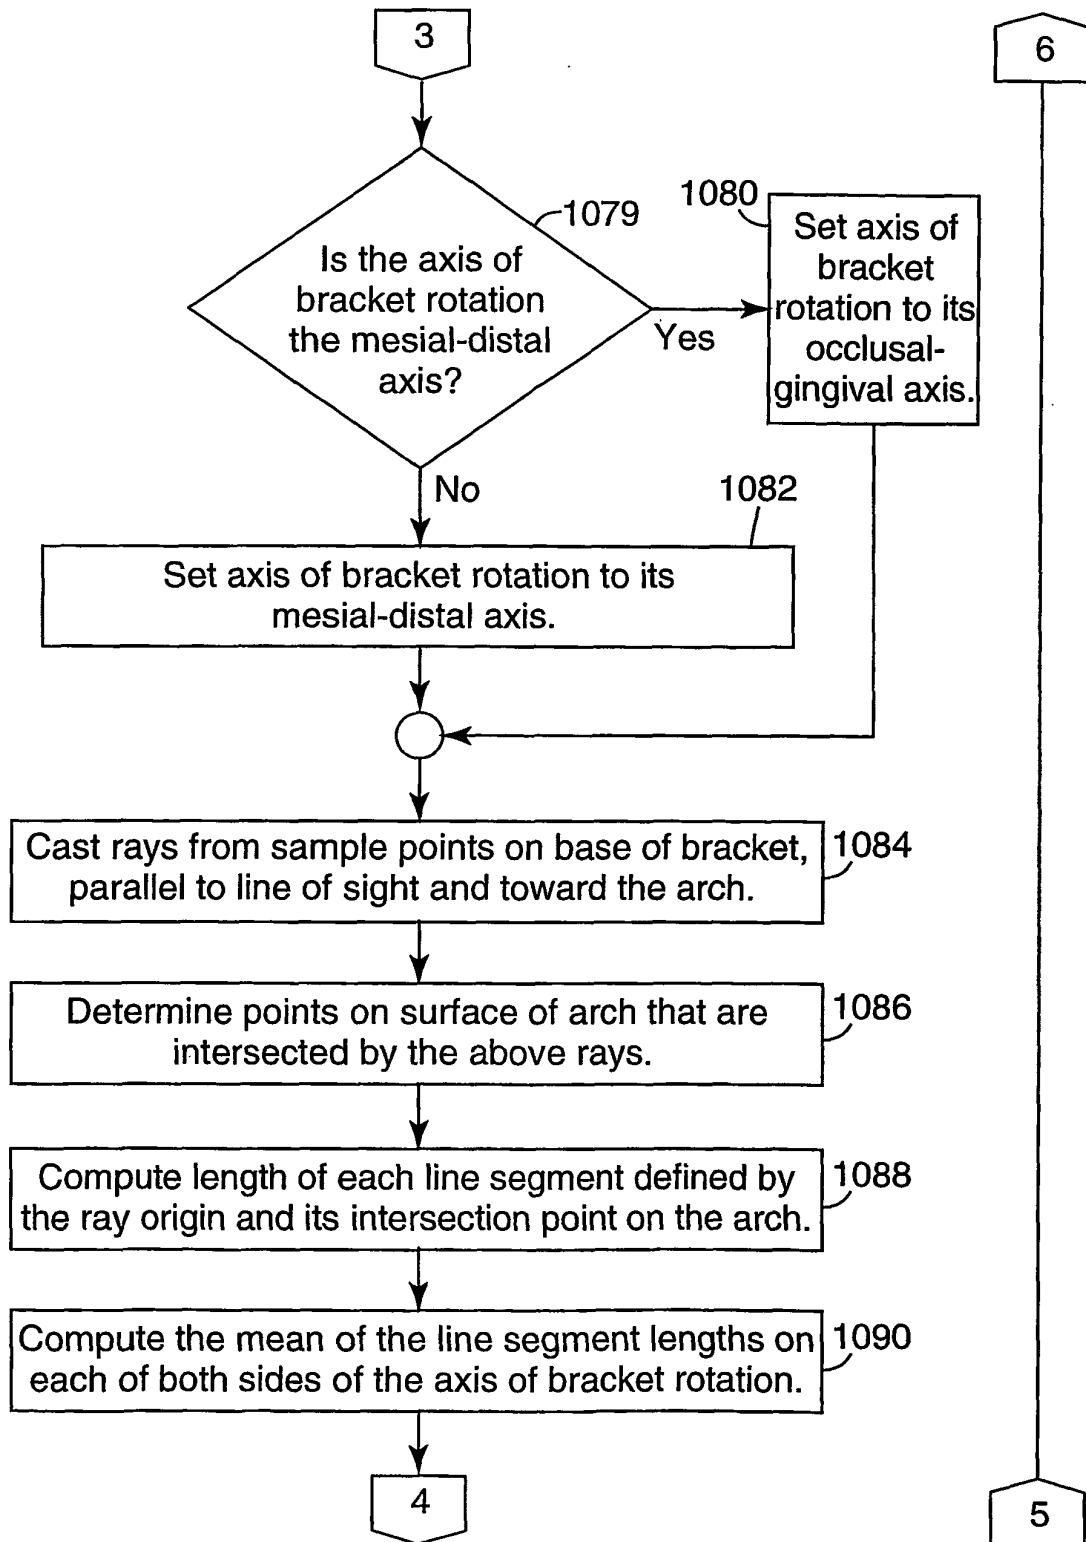 3
6
1079
Is the axis of
bracket rotation
the mesial-distal
axis?
Yes
1080
Set axis of
bracket
rotation to its
occlusal-
gingival axis.
No
1082
Set axis of bracket rotation to its
mesial-distal axis.
Cast rays from sample points on base of bracket,
parallel to line of sight and toward the arch.
1084
Determine points on surface of arch that are
intersected by the above rays.
1086
Compute length of each line segment defined by
the ray origin and its intersection point on the arch.
1088
Compute the mean of the line segment lengths on
each of both sides of the axis of bracket rotation.
1090
4
5